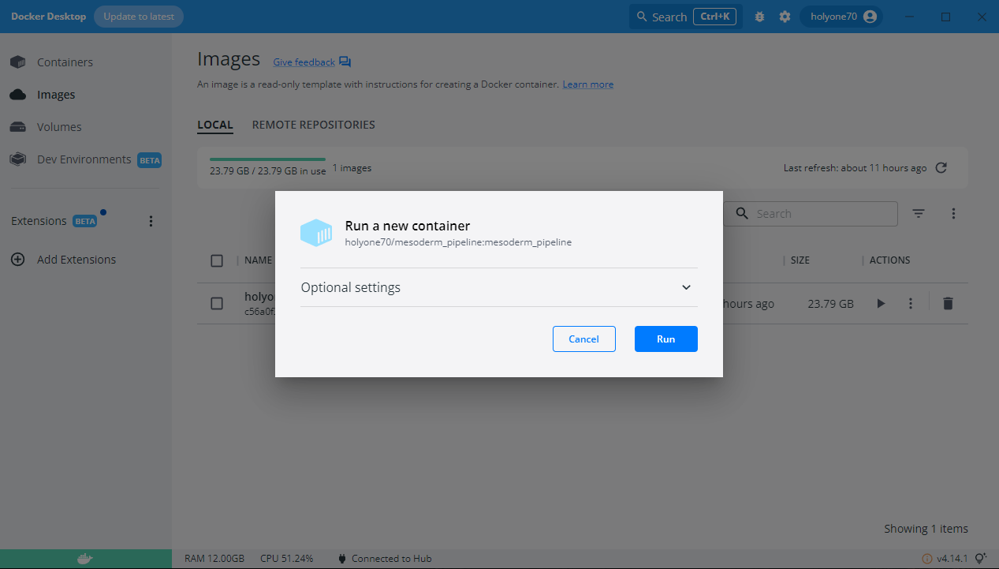 Docker Desktop Update to latest Search Ctrl+K holyone70
Containers
Images
Volumes
Dev Environments BETA
Extensions BETA
Add Extensions
Images Give feedback
An image is a read-only template with instructions for creating a Docker container. Learn more
LOCAL REMOTE REPOSITORIES
23.79 GB / 23.79 GB in use 1 images Last refresh: about 11 hours ago
Search
NAME SIZE ACTIONS
holyo
c56a0f.
hours ago 23.79 GB
Run a new container
holyone70/mesoderm_pipeline:mesoderm_pipeline
Optional settings
Cancel Run
Showing 1 items
RAM 12.00GB CPU 51.24% Connected to Hub v4.14.1